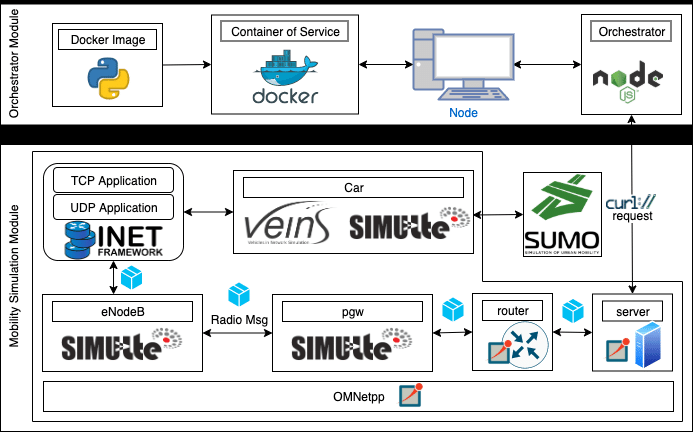 Orchestrator Module
Docker Image
Container of Service
docker
Node
Orchestrator
node
JS
Mobility Simulation Module
TCP Application
UDP Application
INET
FRAMEWORK
Car
VeinS
Vehicles in Network Simulation
SIMulte
SUMO
SIMULATION OF URBAN MOBILITY
curl://
request
eNodeB
SIMulte
Radio Msg
pgw
SIMulte
router
server
OMNetpp